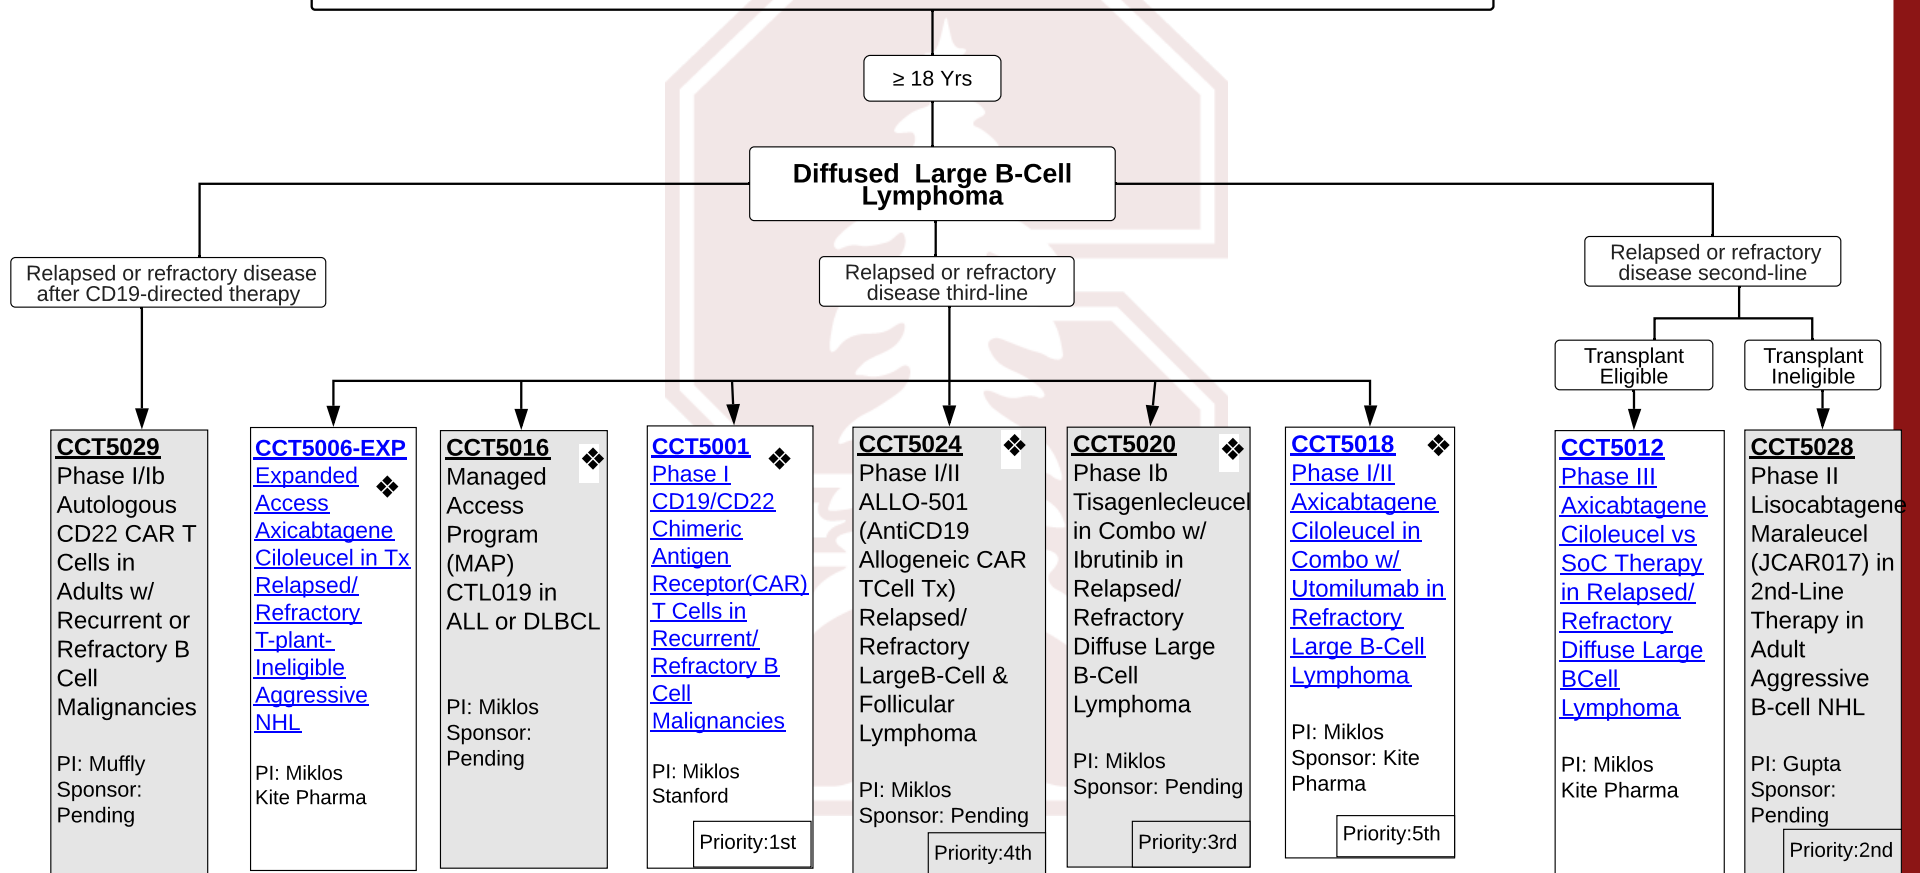 ≥ 18 Yrs
Diffused  Large B-Cell
Lymphoma
Relapsed or refractory disease
after CD19-directed therapy
Relapsed or refractory
disease third-line
Relapsed or refractory
disease second-line
Transplant
Eligible
Transplant
Ineligible
CCT5029
Phase I/Ib
Autologous
CD22 CAR T
Cells in
Adults w/
Recurrent or
Refractory B
Cell
Malignancies
PI: Muffly
Sponsor:
Pending
CCT5006-EXP
Expanded
Access
Axicabtagene
Ciloleucel in Tx
Relapsed/
Refractory
T-plant-
Ineligible
Aggressive
NHL
PI: Miklos
Kite Pharma
CCT5016
Managed
Access
Program
(MAP)
CTL019 in
ALL or DLBCL
PI: Miklos
Sponsor:
Pending
CCT5001
Phase I
CD19/CD22
Chimeric
Antigen
Receptor(CAR)
T Cells in
Recurrent/
Refractory B
Cell
Malignancies
PI: Miklos
Stanford
Priority:1st
CCT5024
Phase I/II
ALLO-501
(AntiCD19
Allogeneic CAR
TCell Tx)
Relapsed/
Refractory
LargeB-Cell &
Follicular
Lymphoma
PI: Miklos
Sponsor: Pending
Priority:4th
CCT5020
Phase Ib
Tisagenlecleucel
in Combo w/
Ibrutinib in
Relapsed/
Refractory
Diffuse Large
B-Cell
Lymphoma
PI: Miklos
Sponsor: Pending
Priority:3rd
CCT5018
Phase I/II
Axicabtagene
Ciloleucel in
Combo w/
Utomilumab in
Refractory
Large B-Cell
Lymphoma
PI: Miklos
Sponsor: Kite
Pharma
Priority:5th
CCT5012
Phase III
Axicabtagene
Ciloleucel vs
SoC Therapy
in Relapsed/
Refractory
Diffuse Large
BCell
Lymphoma
PI: Miklos
Kite Pharma
CCT5028
Phase II
Lisocabtagene
Maraleucel
(JCAR017) in
2nd-Line
Therapy in
Adult
Aggressive
B-cell NHL
PI: Gupta
Sponsor:
Pending
Priority:2nd